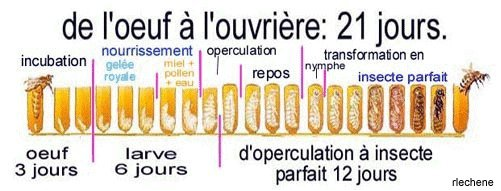 de l'oeuf à l'ouvrière: 21 jours.
incubation
nourrissement
gelée
royale
miel +
pollen
+ eau
operculation
repos
nymphe
transformation en
insecte parfait
oeuf
3 jours
larve
6 jours
d'operculation à insecte
parfait 12 jours
rlechene